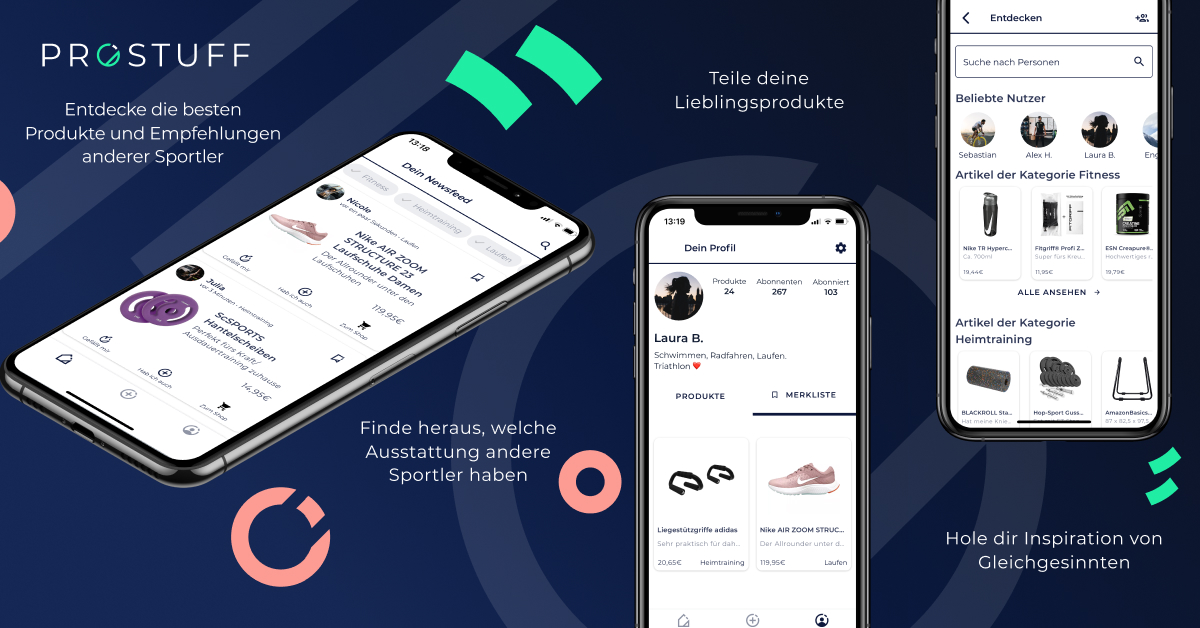 PROSTUFF
Entdecke die besten
Produkte und Empfehlungen
anderer Sportler
13:18
Dein Newsfeed
Fitness
Heimtraining
Laufen
Nicole
vor ein paar Sekunden - Laufen
Nike AIR ZOOM
STRUCTURE 23
Laufschuhe Damen
Der Allrounder unter den
Laufschuhen
119,95€
Gefällt mir
Hab ich auch
Zum Shop
Julia
vor 3 Minuten - Heimtraining
ScSPORTS
Hantelscheiben
Perfekt fürs Kraft/
Ausdauertraining zuhause
14,95€
Gefällt mir
Hab ich auch
Zum Shop
Finde heraus, welche
Ausstattung andere
Sportler haben
Teile deine
Lieblingsprodukte
13:19
Dein Profil
Produkte
24
Abonnenten
267
Abonniert
103
Laura B.
Schwimmen, Radfahren, Laufen.
Triathlon ❤️
PRODUKTE
MERKLISTE
Liegestützgriffe adidas
Sehr praktisch für dah...
20,65€ Heimtraining
Nike AIR ZOOM STRUC...
Der Allrounder unter d...
119,95€ Laufen
Entdecken
Suche nach Personen
Beliebte Nutzer
Sebastian
Alex H.
Laura B.
Artikel der Kategorie Fitness
Nike TR Hyperc...
Ca. 700ml
19,44€
Fitgriff® Profi Z...
Super fürs Kreu...
11,95€
ESN Creapure®...
Hochwertiges
19,79€
ALLE ANSEHEN →
Artikel der Kategorie
Heimtraining
BLACKROLL Sta...
Hat meine Knie...
Hop-Sport Guss...
AmazonBasics...
87 x 82,5 x 97,5
Hole dir Inspiration von
Gleichgesinnten